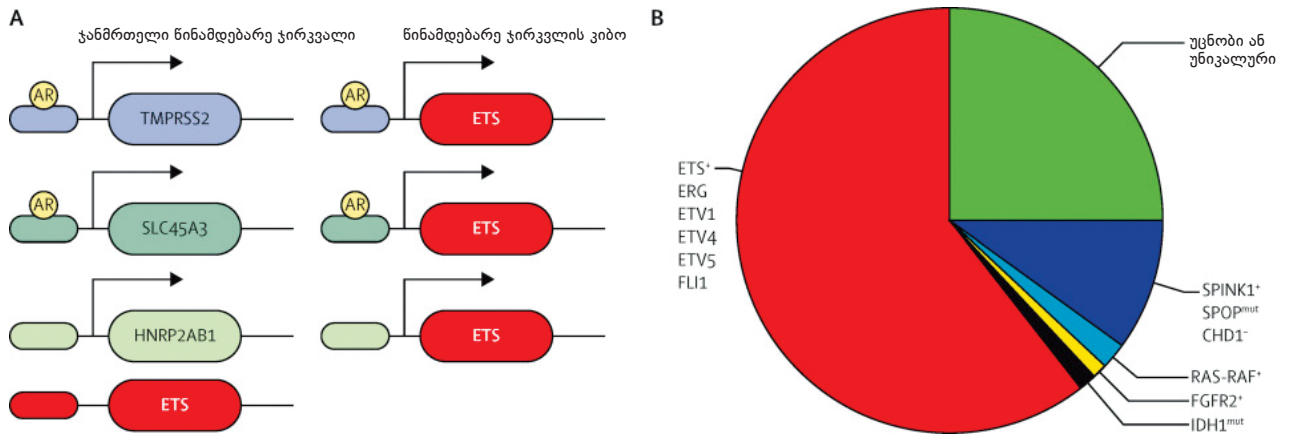 A
ჯანმრთელი წინამდებარე ჯირკვალი
წინამდებარე ჯირკვლის კიბო
AR
TMPRSS2
AR
ETS
AR
SLC45A3
AR
ETS
HNRP2AB1
ETS
ETS
B
უცნობი ან
უნიკალური
ETS⁺
ERG
ETV1
ETV4
ETV5
FLI1
SPINK1⁺
SPOPᵐᵘᵗ
CHD1⁻
RAS-RAF⁺
FGFR2⁺
IDH1ᵐᵘᵗ